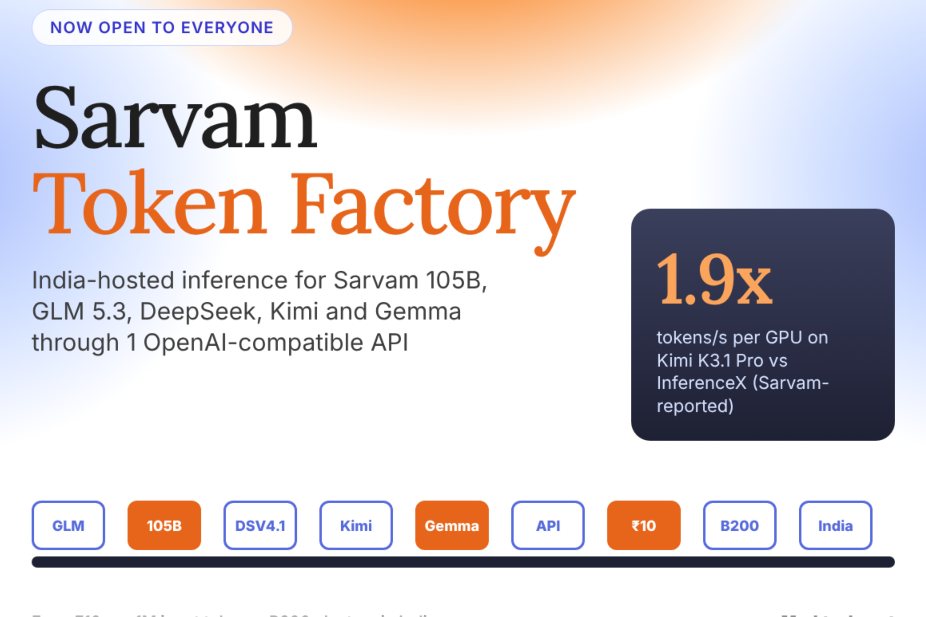 NOW OPEN TO EVERYONE
Sarvam
Token Factory
India-hosted inference for Sarvam 105B,
GLM 5.3, DeepSeek, Kimi and Gemma
through 1 OpenAI-compatible API
1.9x
tokens/s per GPU on
Kimi K3.1 Pro vs
InferenceX (Sarvam-
reported)
GLM
105B
DSV4.1
Kimi
Gemma
API
₹10
B200
India